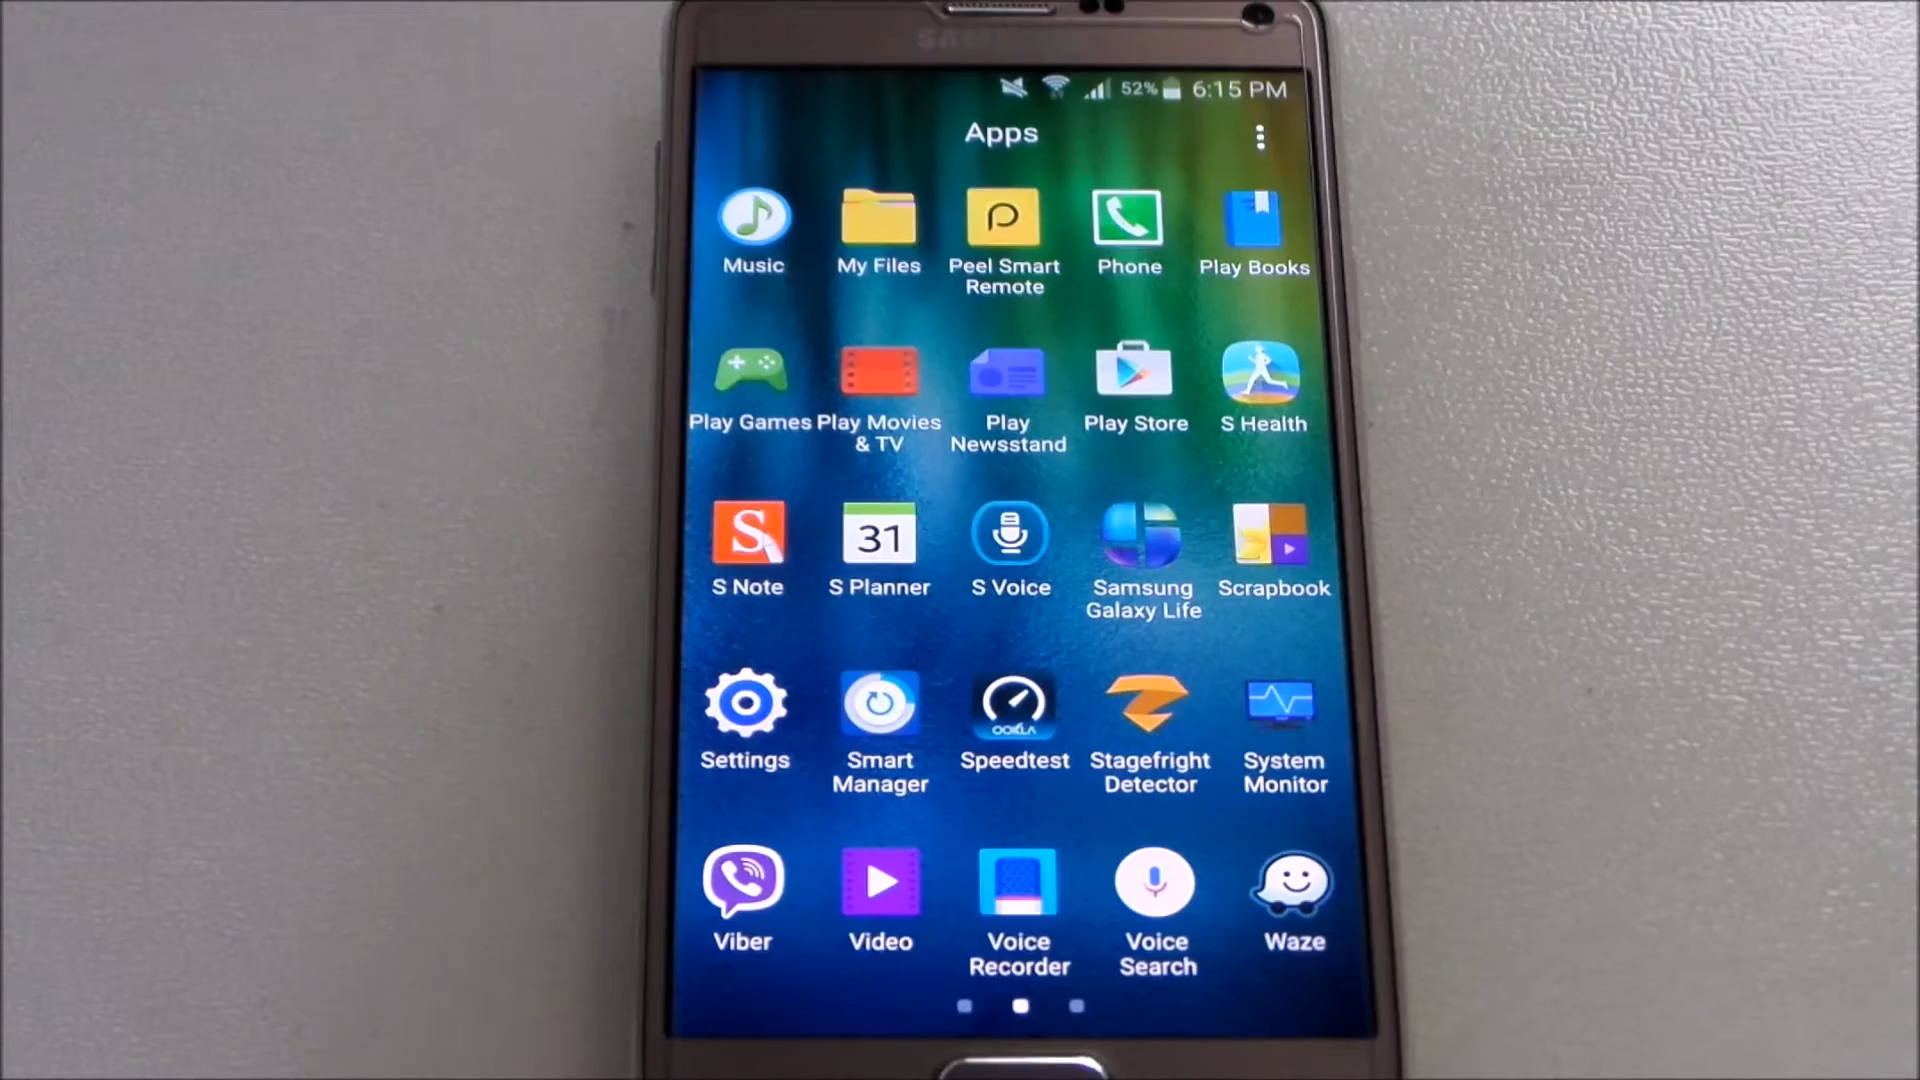 SAMSUNG
52% 6:15 PM
Apps
Music My Files Peel Smart Remote Phone Play Books
Play Games Play Movies & TV Play Newsstand Play Store S Health
31
S Note S Planner S Voice Samsung Galaxy Life Scrapbook
OOKLA
Settings Smart Manager Speedtest Stagefright Detector System Monitor
Viber Video Voice Recorder Voice Search Waze